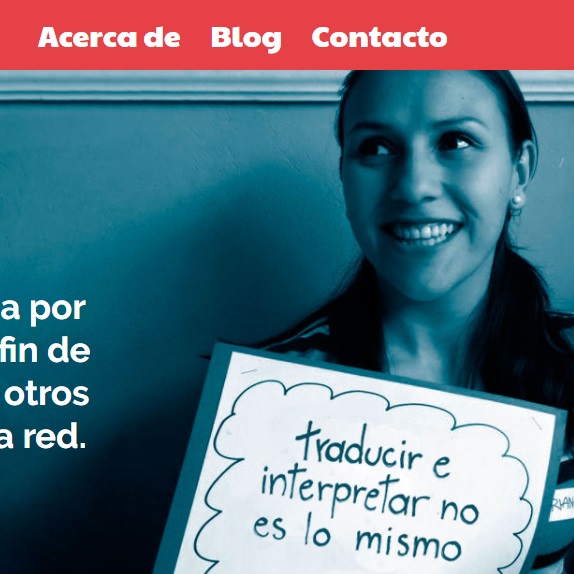 Acerca de Blog Contacto
a por
fin de
otros
a red.
traducir e
interpretar no
es lo mismo